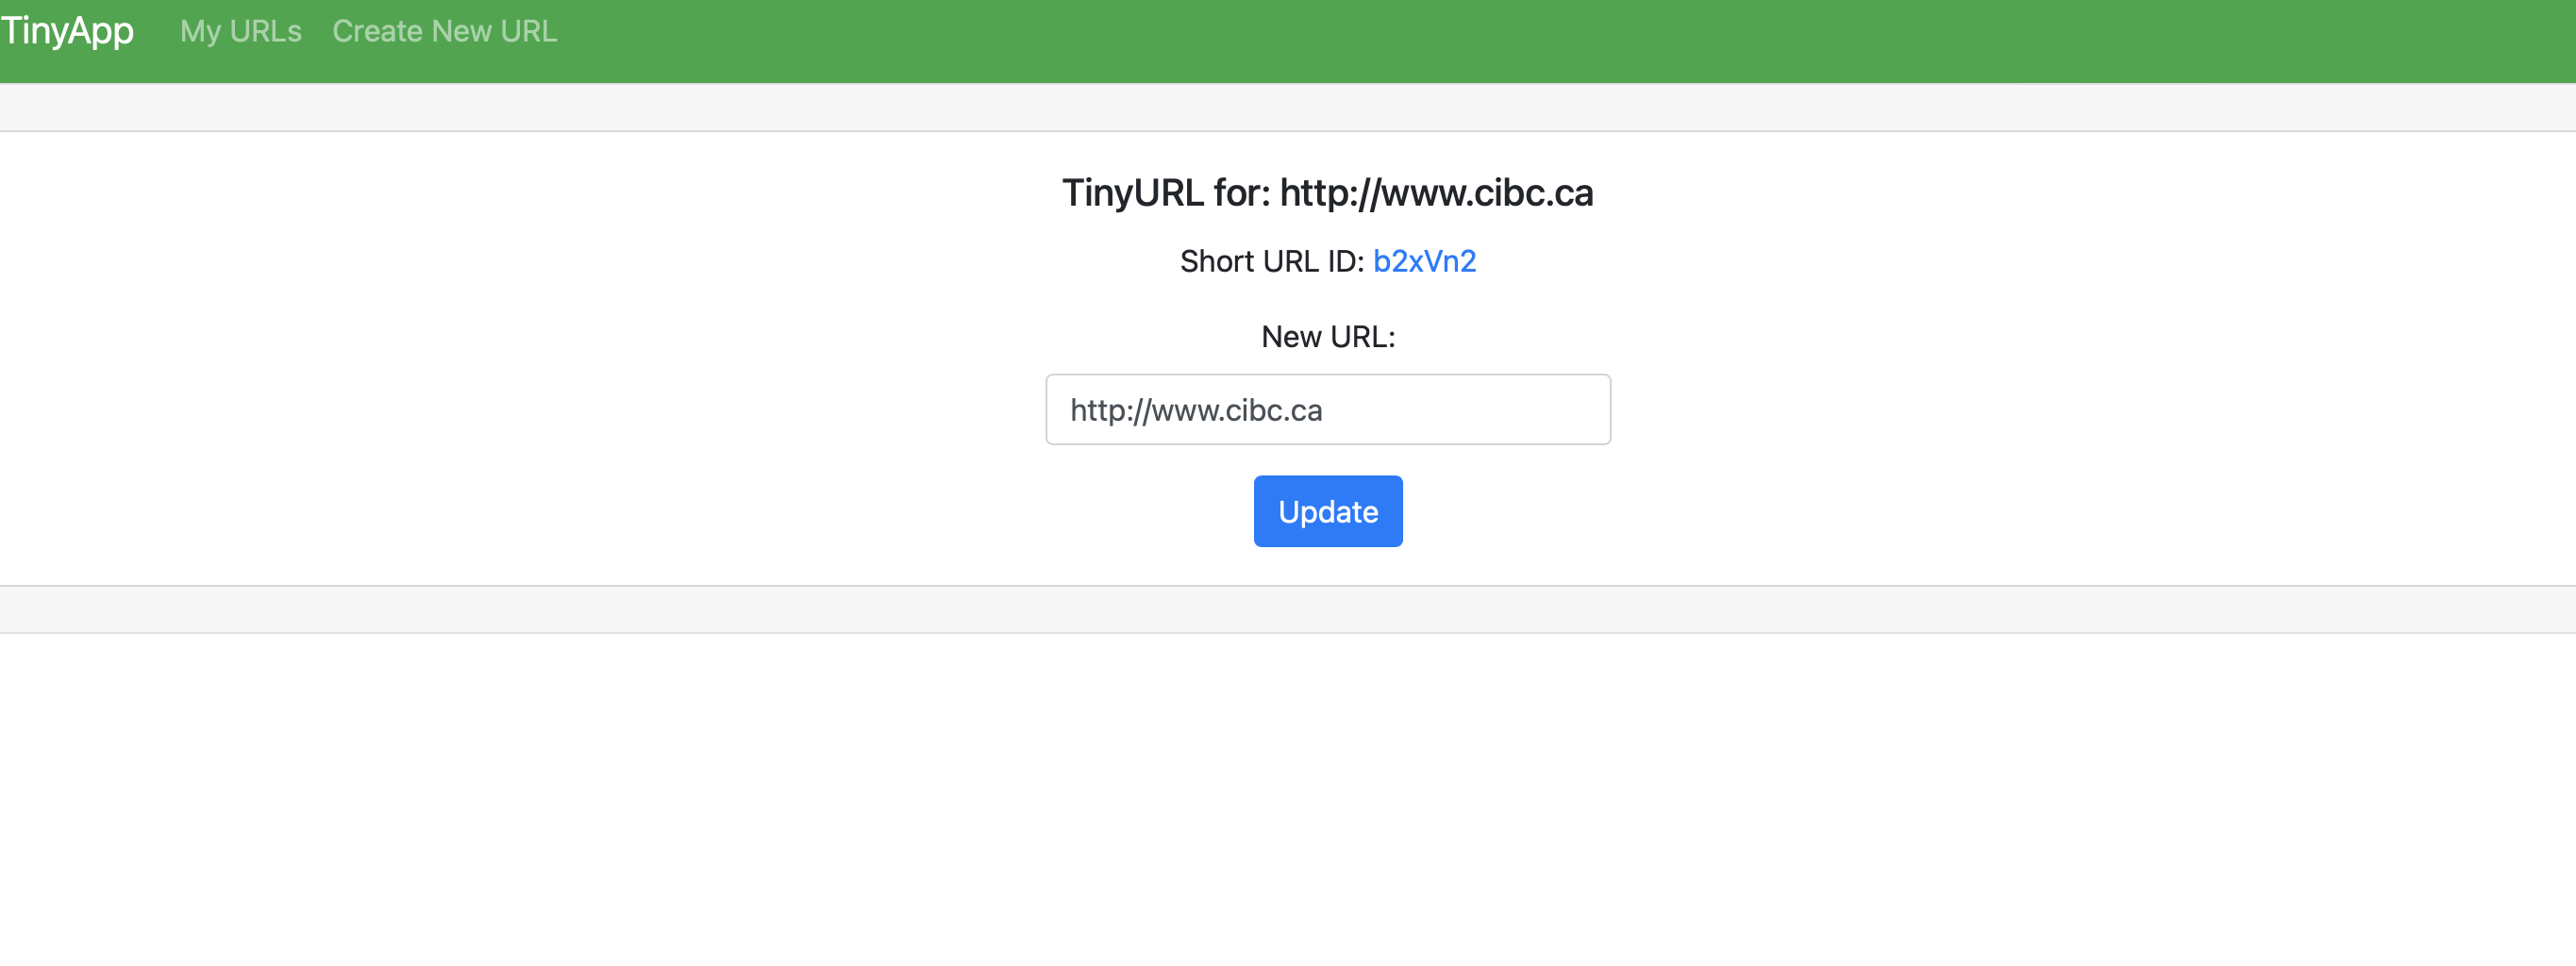 TinyApp My URLs Create New URL
TinyURL for: http://www.cibc.ca
Short URL ID: b2xVn2
New URL:
http://www.cibc.ca
Update